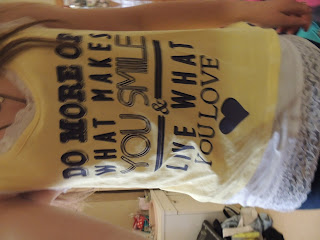 DO MORE OF
WHAT MAKES
YOU SMILE
&
LIVE WHAT
YOU LOVE